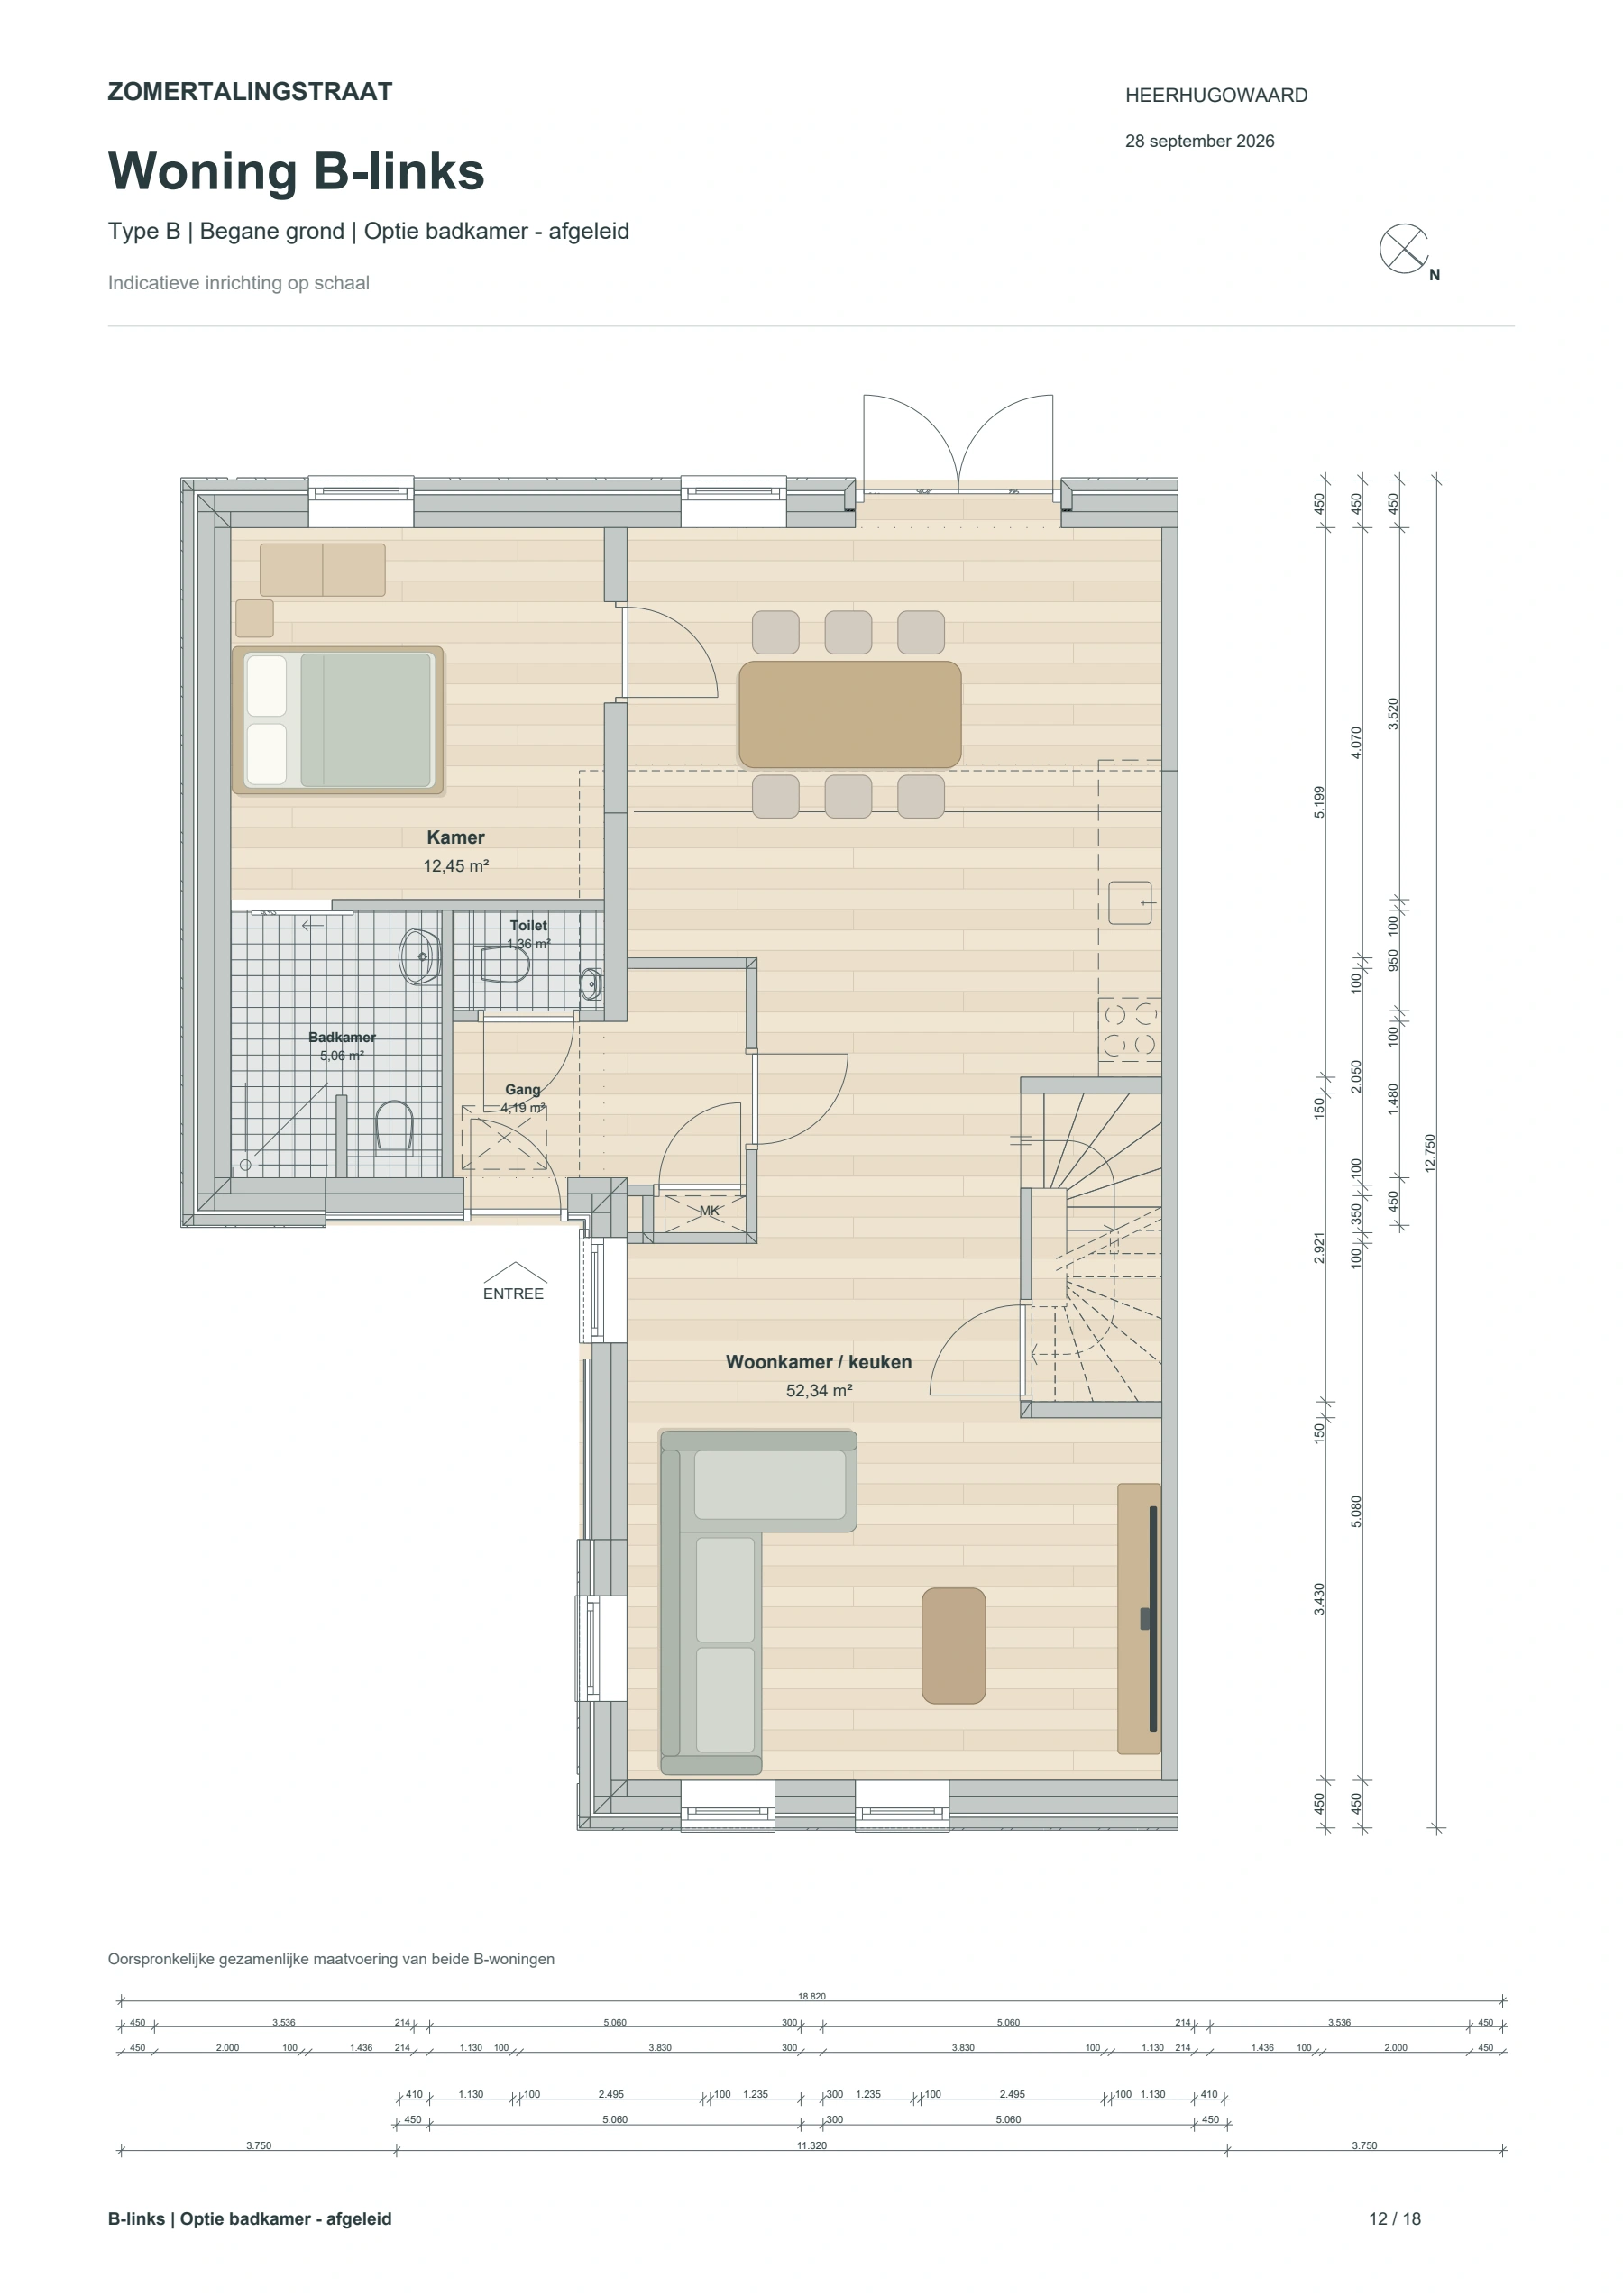 ZOMERTALINGSTRAAT
HEERHUGOWAARD
28 september 2026
Woning B-links
Type B | Begane grond | Optie badkamer - afgeleid
Indicatieve inrichting op schaal
N
Kamer
12,45 m²
Toilet
1,36 m²
Badkamer
5,06 m²
Gang
4,19 m²
MK
ENTREE
Woonkamer / keuken
52,34 m²
450
5.199
150
2.921
150
3.430
450
450
4.070
100
2.050
100
350
100
5.080
450
450
3.520
100
950
100
1.480
450
12.750
Oorspronkelijke gezamenlijke maatvoering van beide B-woningen
18.820
450 3.536 214 5.060 300 5.060 214 3.536 450
450 2.000 100 1.436 214 1.130 100 3.830 300 3.830 100 1.130 214 1.436 100 2.000 450
410 1.130 100 2.495 100 1.235 300 1.235 100 2.495 100 1.130 410
450 5.060 300 5.060 450
3.750 11.320 3.750
B-links | Optie badkamer - afgeleid
12 / 18